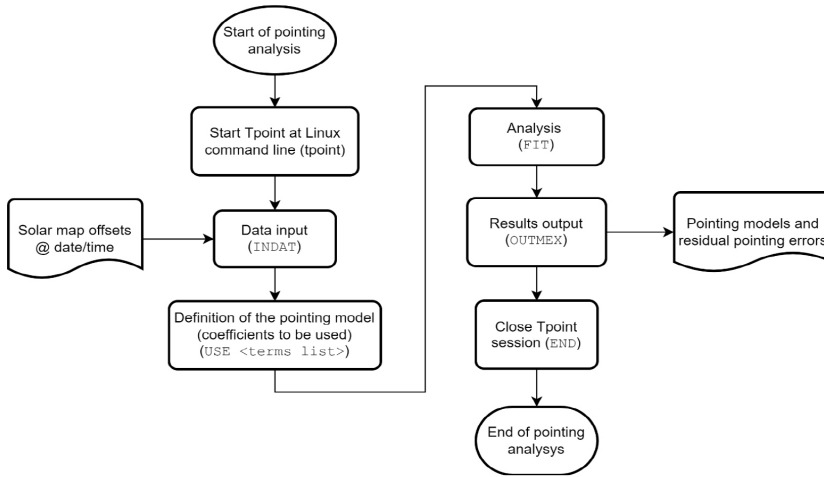 Start of pointing
analysis
Start Tpoint at Linux
command line (tpoint)
Solar map offsets
@ date/time
Data input
(INDAT)
Definition of the pointing model
(coefficients to be used)
(USE <terms list>)
Analysis
(FIT)
Results output
(OUTMEX)
Pointing models and
residual pointing errors
Close Tpoint
session (END)
End of pointing
analysys